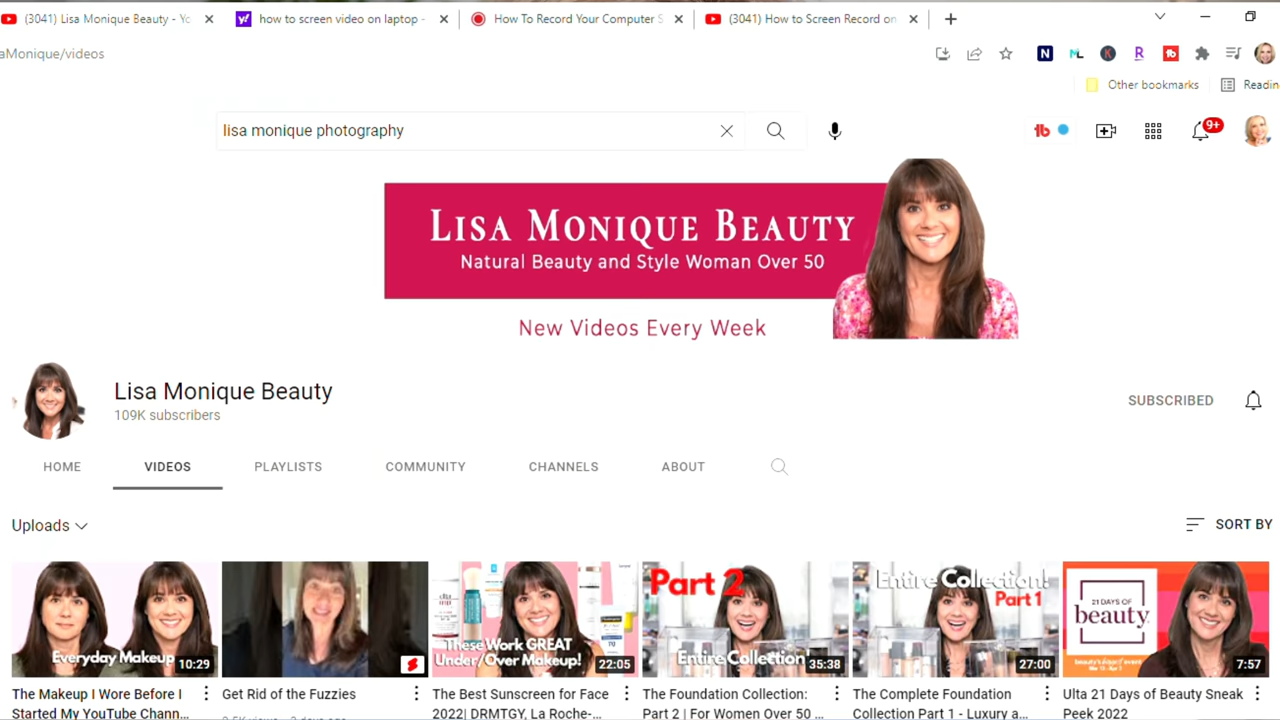 (3041) Lisa Monique Beauty - Yo
how to screen video on laptop -
How To Record Your Computer S
(3041) How to Screen Record on
aMonique/videos
N
ML
K
R
tb
Other bookmarks
Readin
lisa monique photography
tb
9+
LISA MONIQUE BEAUTY
Natural Beauty and Style Woman Over 50
New Videos Every Week
Lisa Monique Beauty
109K subscribers
SUBSCRIBED
HOME
VIDEOS
PLAYLISTS
COMMUNITY
CHANNELS
ABOUT
Uploads
SORT BY
Everyday Makeup
10:29
These Work GREAT
Under/Over Makeup!
22:05
Part 2
Entire Collection!
35:38
Entire Collection!
Part 1
27:00
21 DAYS OF
beauty
7:57
The Makeup I Wore Before I
Started My YouTube Chann...
Get Rid of the Fuzzies
The Best Sunscreen for Face
2022| DRMTGY, La Roche-...
The Foundation Collection:
Part 2 | For Women Over 50 ...
The Complete Foundation
Collection Part 1 - Luxury a...
Ulta 21 Days of Beauty Sneak
Peek 2022